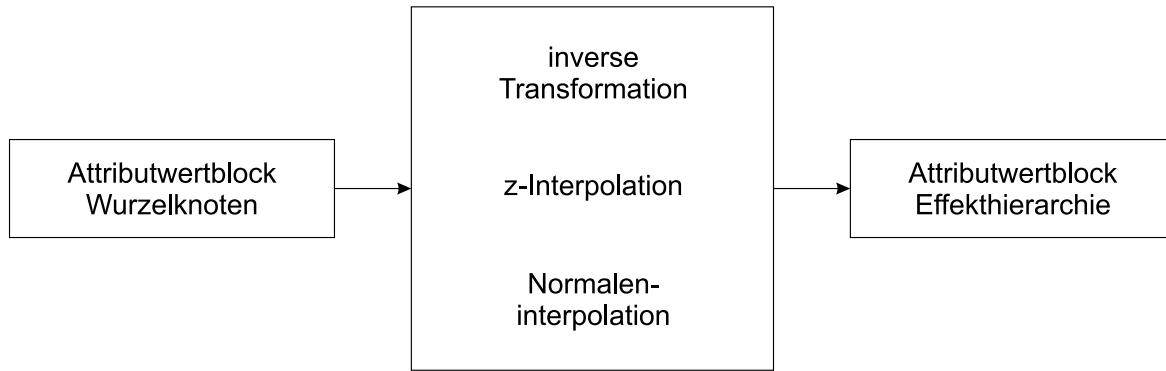 Attributwertblock
Wurzelknoten
inverse
Transformation
z-Interpolation
Normalen-
interpolation
Attributwertblock
Effekthierarchie